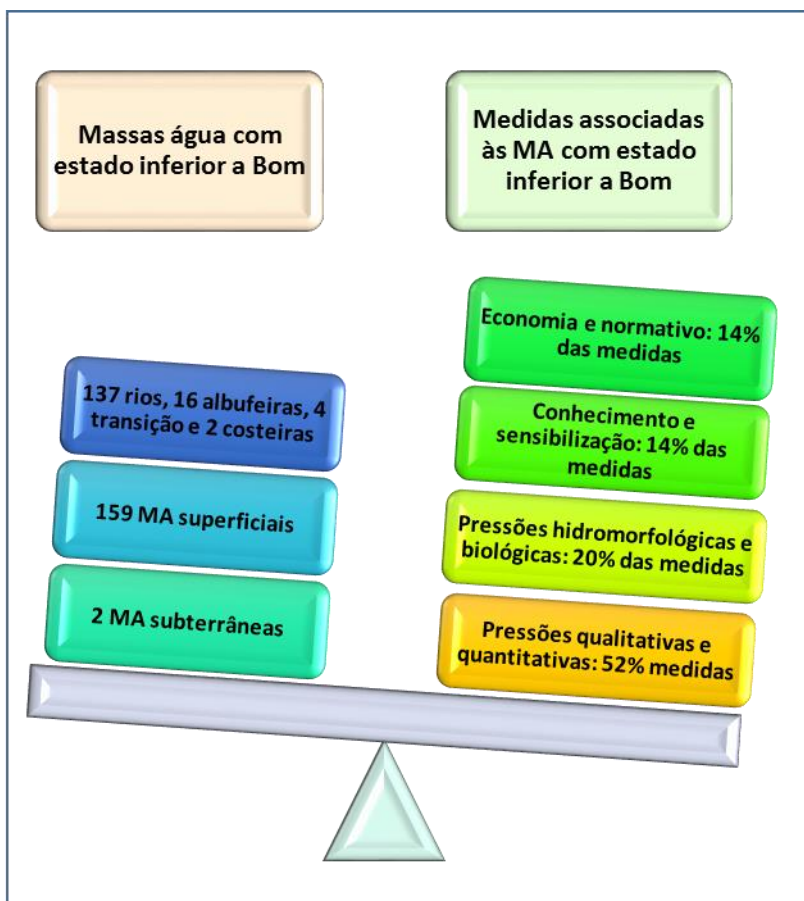 Massas água com
estado inferior a Bom
Medidas associadas
às MA com estado
inferior a Bom
137 rios, 16 albufeiras, 4
transição e 2 costeiras
159 MA superficiais
2 MA subterrâneas
Economia e normativo: 14%
das medidas
Conhecimento e
sensibilização: 14% das
medidas
Pressões hidromorfológicas e
biológicas: 20% das medidas
Pressões qualitativas e
quantitativas: 52% medidas